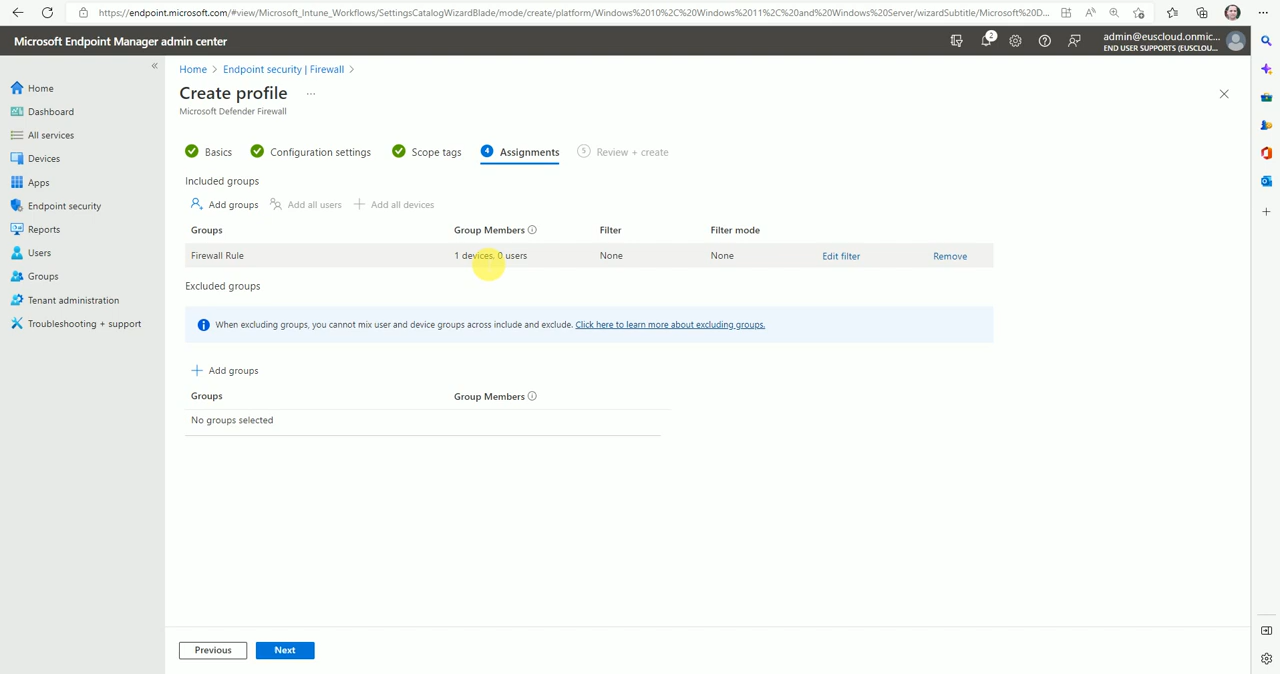 https://endpoint.microsoft.com/#view/Microsoft_Intune_Workflows/SettingsCatalogWizardBlade/mode/create/platform/Windows%2010%2C%20Windows%2011%2C%20and%20Windows%20Server/wizardSubtitle/Microsoft%20D...
Microsoft Endpoint Manager admin center
2
admin@euscloud.onmic...
END USER SUPPORTS (EUSCLOU...
Home
Dashboard
All services
Devices
Apps
Endpoint security
Reports
Users
Groups
Tenant administration
Troubleshooting + support
Home > Endpoint security | Firewall >
Create profile ...
Microsoft Defender Firewall
Basics Configuration settings Scope tags 4 Assignments 5 Review + create
Included groups
Add groups Add all users Add all devices
Groups Group Members Filter Filter mode
Firewall Rule 1 devices, 0 users None None Edit filter Remove
Excluded groups
When excluding groups, you cannot mix user and device groups across include and exclude. Click here to learn more about excluding groups.
Add groups
Groups Group Members
No groups selected
Previous Next